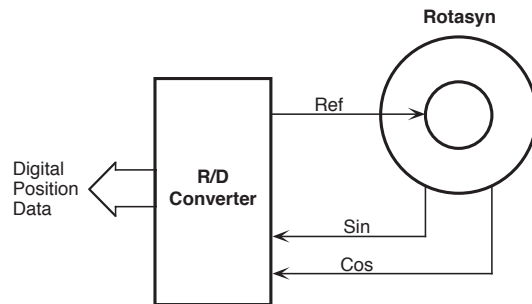 Rotasyn
Ref
R/D
Converter
Digital
Position
Data
Sin
Cos